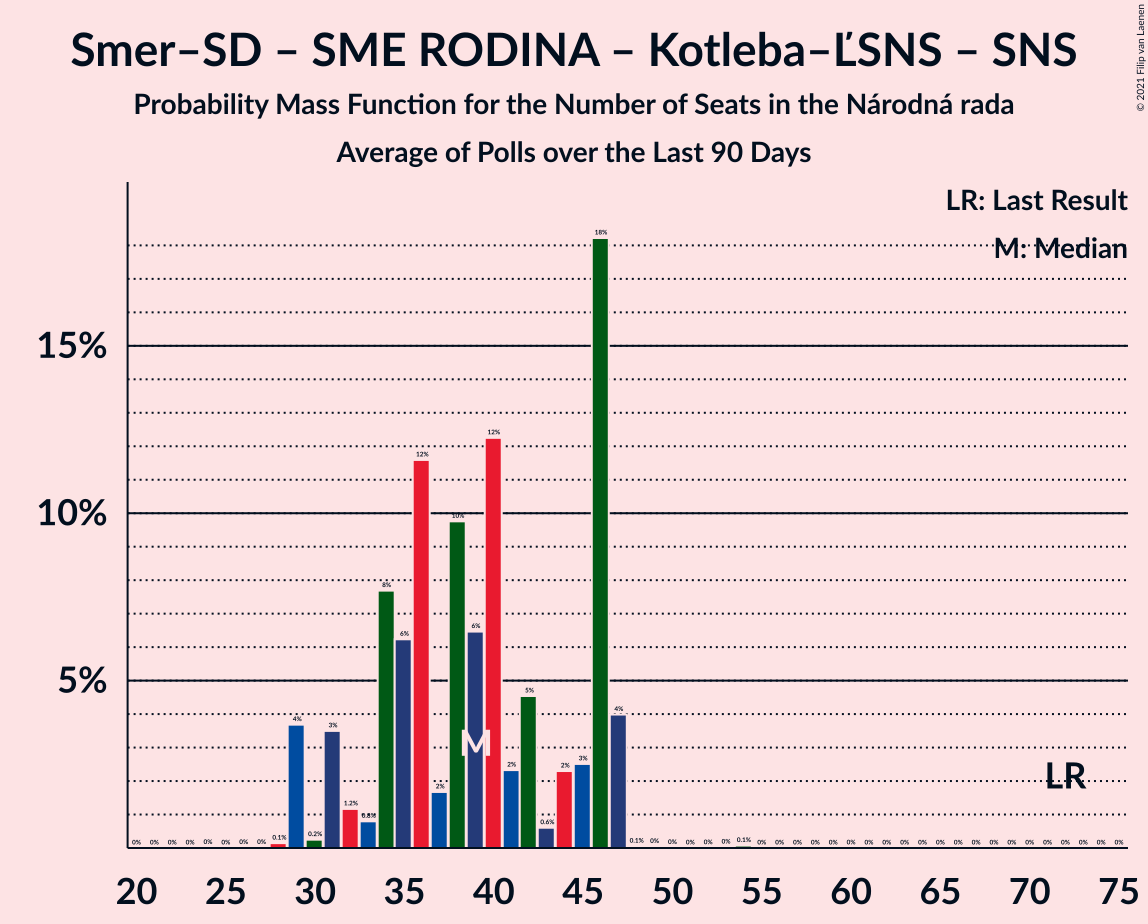 Smer–SD – SME RODINA – Kotleba–ĽSNS – SNS
Probability Mass Function for the Number of Seats in the Národná rada
Average of Polls over the Last 90 Days
© 2021 Filip van Laenen
LR: Last Result
M: Median
15%
10%
5%
0% 0% 0% 0% 0% 0% 0% 0% 0.1% 4% 0.2% 3% 1.2% 0.8% 8% 6% 12% 2% 10% 6% 12% 2% 5% 0.6% 2% 3% 18% 4% 0.1% 0% 0% 0% 0% 0% 0.1% 0% 0% 0% 0% 0% 0% 0% 0% 0% 0% 0% 0% 0% 0% 0% 0% 0% 0% 0% 0% 0%
M
LR
20 25 30 35 40 45 50 55 60 65 70 75